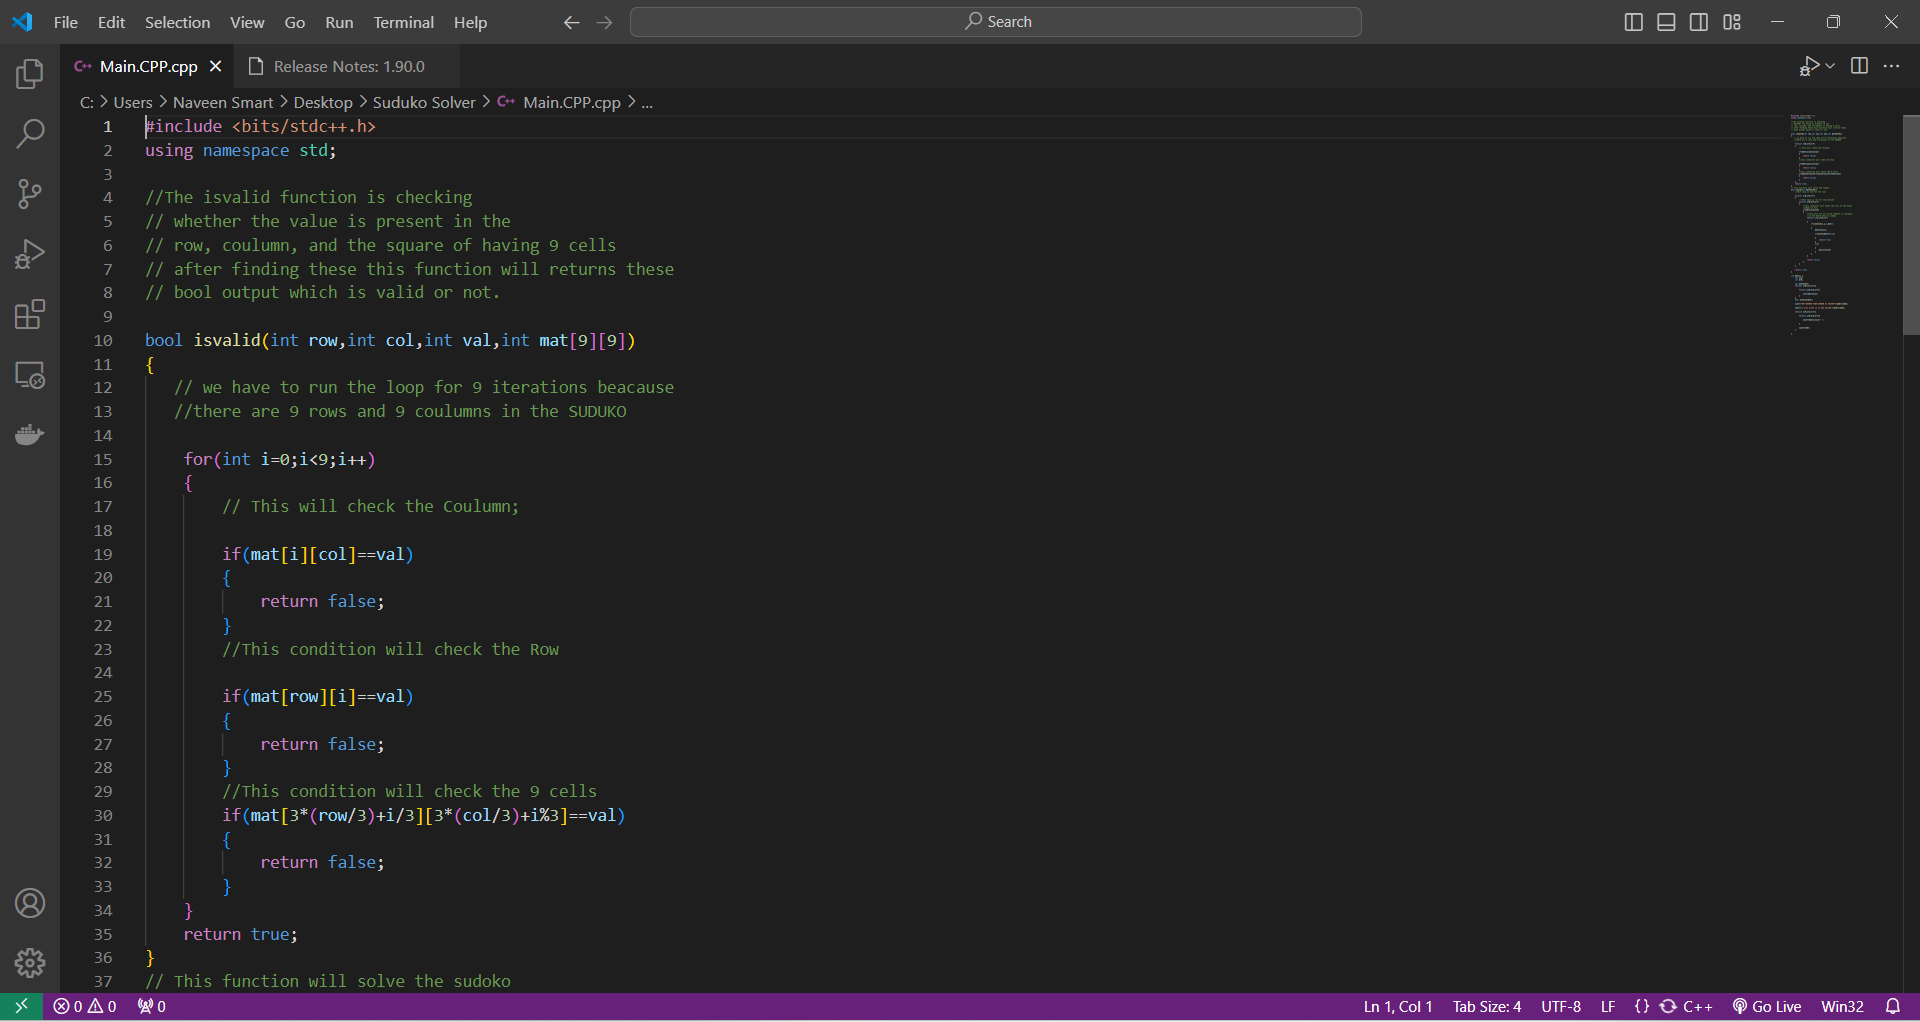 File Edit Selection View Go Run Terminal Help
Search
Main.CPP.cpp
Release Notes: 1.90.0
C: > Users > Naveen Smart > Desktop > Suduko Solver > Main.CPP.cpp > ...
1 #include <bits/stdc++.h>
2 using namespace std;
3
4 //The isvalid function is checking
5 // whether the value is present in the
6 // row, coulumn, and the square of having 9 cells
7 // after finding these this function will returns these
8 // bool output which is valid or not.
9
10 bool isvalid(int row,int col,int val,int mat[9][9])
11 {
12 // we have to run the loop for 9 iterations beacause
13 //there are 9 rows and 9 coulumns in the SUDUKO
14
15 for(int i=0;i<9;i++)
16 {
17 // This will check the Coulumn;
18
19 if(mat[i][col]==val)
20 {
21 return false;
22 }
23 //This condition will check the Row
24
25 if(mat[row][i]==val)
26 {
27 return false;
28 }
29 //This condition will check the 9 cells
30 if(mat[3*(row/3)+i/3][3*(col/3)+i%3]==val)
31 {
32 return false;
33 }
34 }
35 return true;
36 }
37 // This function will solve the sudoko
0 0 0 Ln 1, Col 1 Tab Size: 4 UTF-8 LF {} C++ Go Live Win32